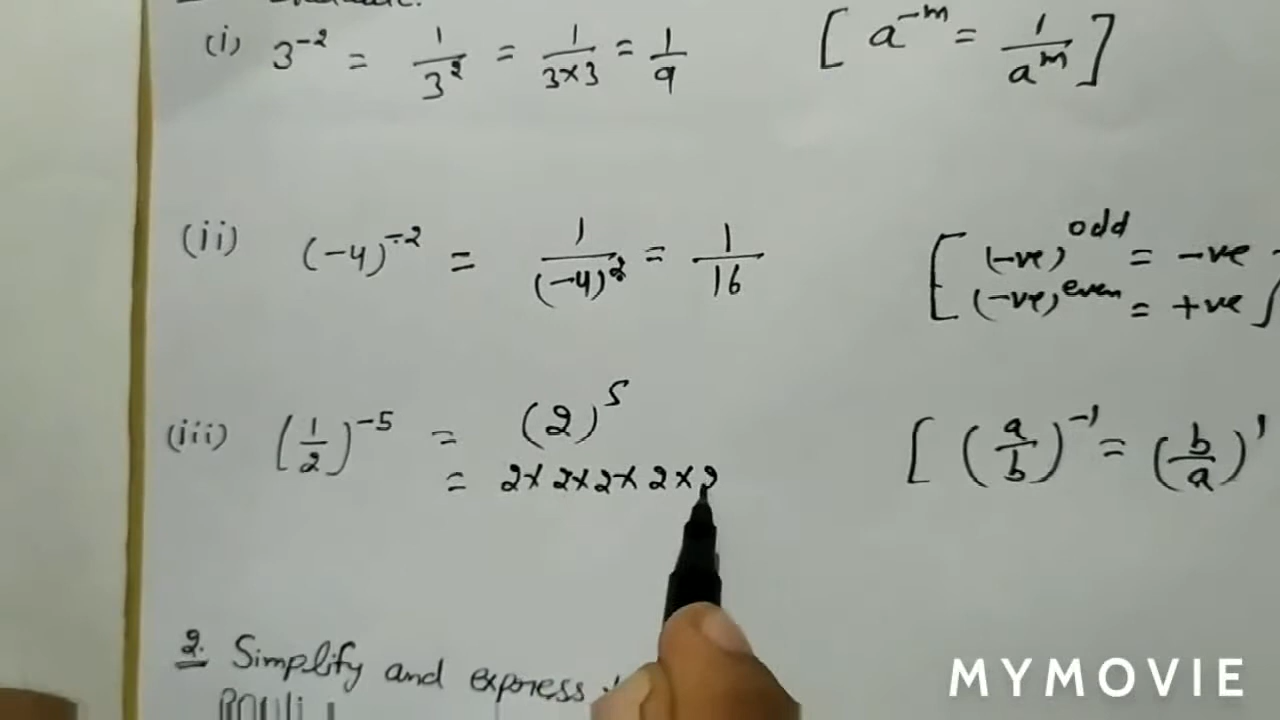 (i) 3⁻² = 1/3² = 1/3×3 = 1/9 [a⁻ᵐ = 1/aᵐ]
(ii) (-4)⁻² = 1/(-4)² = 1/16 [(-ve)ᵒᵈᵈ = -ve
(-ve)ᵉᵛᵉⁿ = +ve]
(iii) (1/2)⁻⁵ = (2)⁵ [(a/b)⁻¹ = (b/a)¹
= 2×2×2×2×2
2. Simplify and express
MYMOVIE